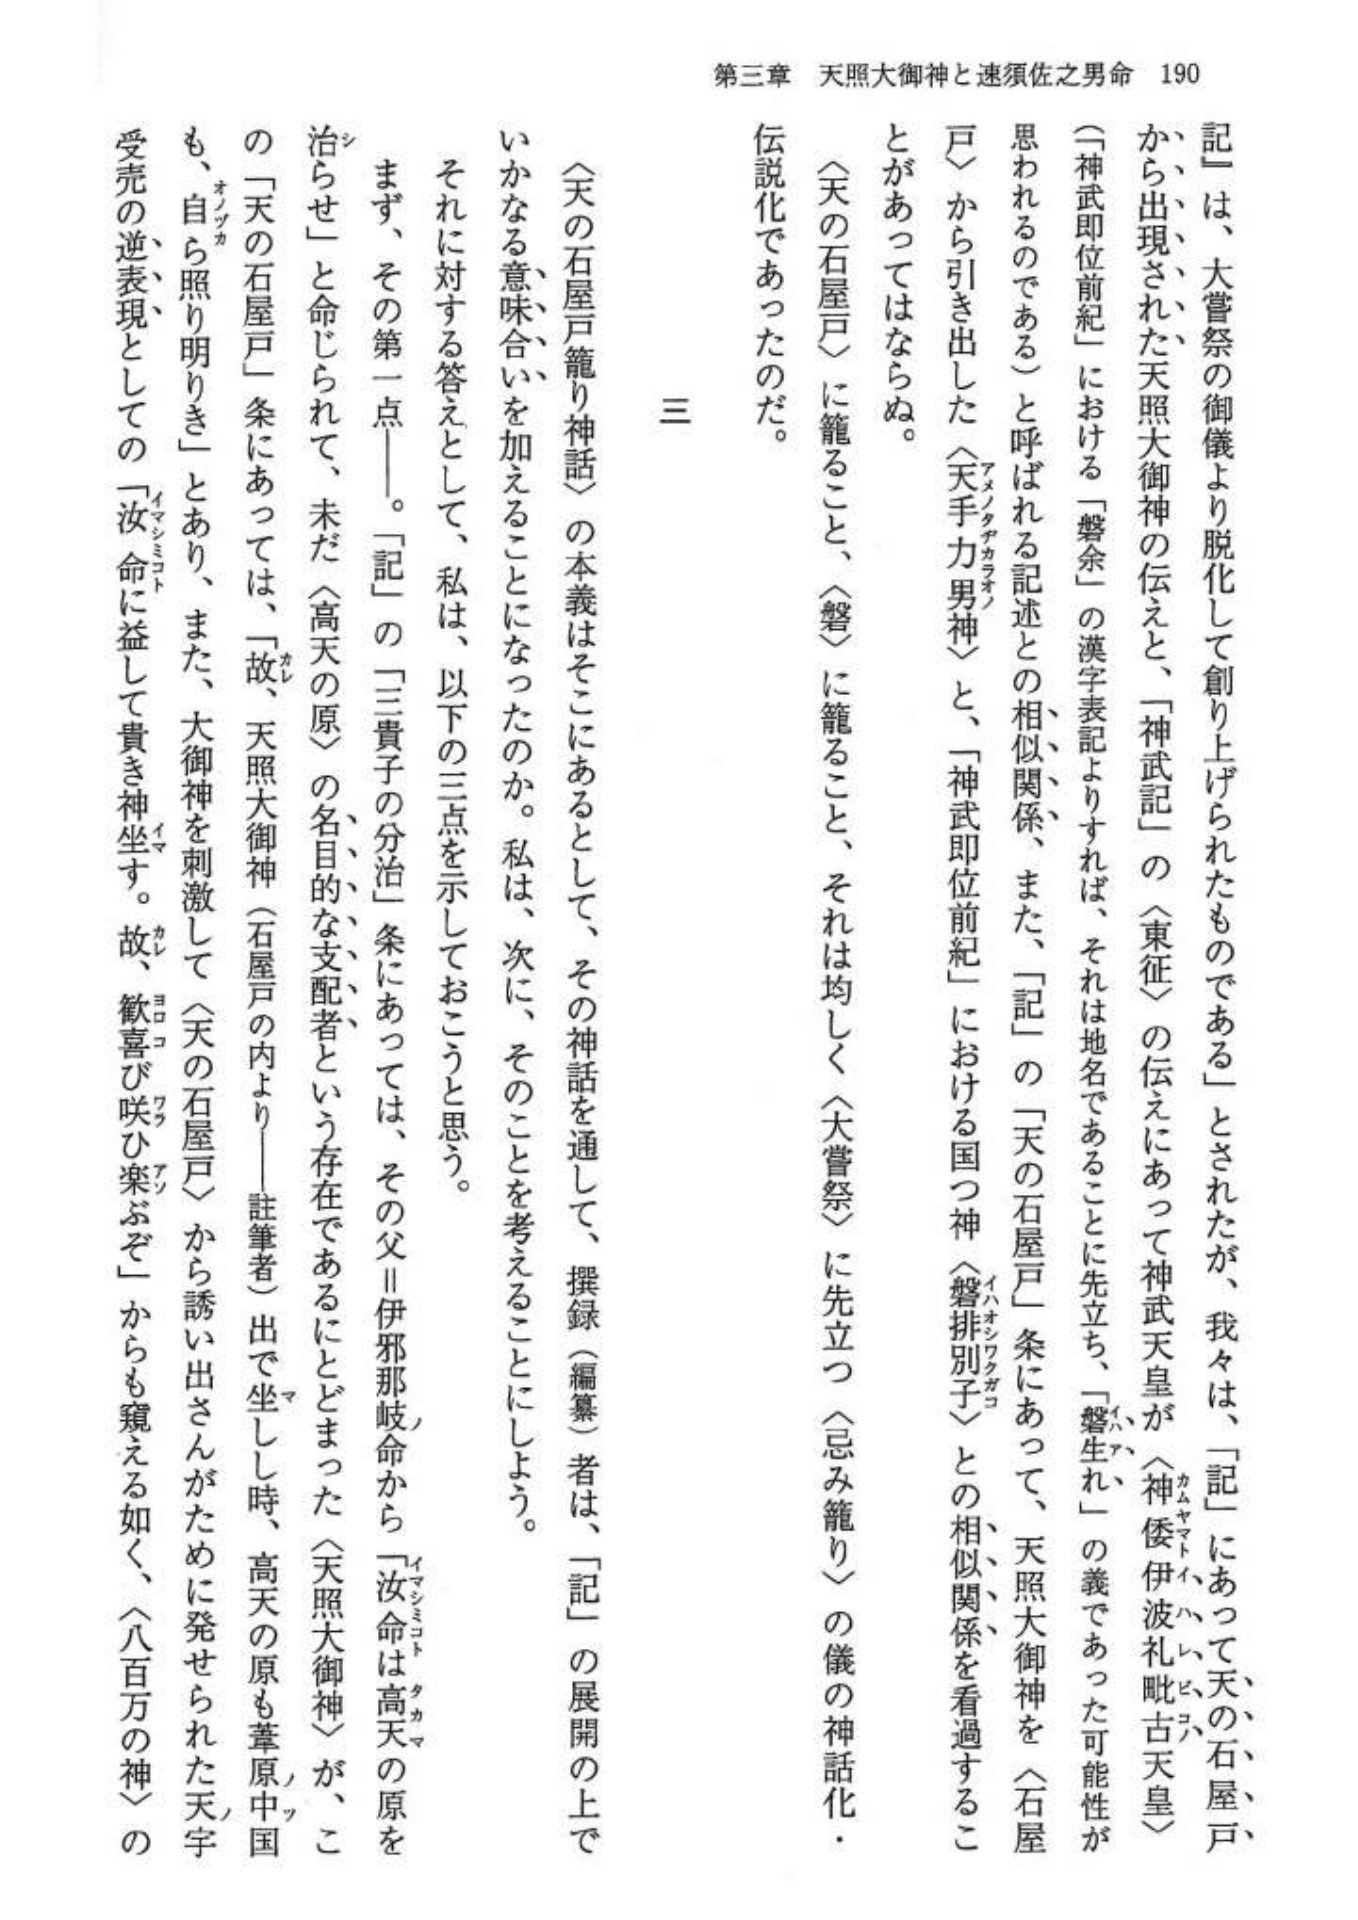 第三章　天照大御神と速須佐之男命　190
記』は、大嘗祭の御儀より脱化して創り上げられたものである」とされたが、我々は、「記」にあって天の石屋戸
から出現された天照大御神の伝えと、「神武記」の〈東征〉の伝えにあって神武天皇が〈神倭伊波礼毗古天皇〉
（「神武即位前紀」における「磐余」の漢字表記よりすれば、それは地名であることに先立ち、「磐生れ」の義であった可能性が
思われるのである）と呼ばれる記述との相似関係、また、「記」の「天の石屋戸」条にあって、天照大御神を〈石屋
戸〉から引き出した〈天手力男神〉と、「神武即位前紀」における国つ神〈磐排別子〉との相似関係を看過するこ
とがあってはならぬ。
〈天の石屋戸〉に籠ること、〈磐〉に籠ること、それは均しく〈大嘗祭〉に先立つ〈忌み籠り〉の儀の神話化・
伝説化であったのだ。
三
〈天の石屋戸籠り神話〉の本義はそこにあるとして、その神話を通して、撰録（編纂）者は、「記」の展開の上で
いかなる意味合いを加えることになったのか。私は、次に、そのことを考えることにしよう。
それに対する答えとして、私は、以下の三点を示しておこうと思う。
まず、その第一点――。「記」の「三貴子の分治」条にあっては、その父＝伊邪那岐命から「汝命は高天の原を
治らせ」と命じられて、未だ〈高天の原〉の名目的な支配者という存在であるにとどまった〈天照大御神〉が、こ
の「天の石屋戸」条にあっては、「故、天照大御神（石屋戸の内より――註筆者）出で坐しし時、高天の原も葦原中国
も、自ら照り明りき」とあり、また、大御神を刺激して〈天の石屋戸〉から誘い出さんがために発せられた天宇
受売の逆表現としての「汝命に益して貴き神坐す。故、歓喜び咲ひ楽ぶぞ」からも窺える如く、〈八百万の神〉の